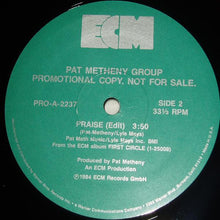 ECM
PAT METHENY GROUP
PROMOTIONAL COPY. NOT FOR SALE.
PRO-A-2237
SIDE 2
33⅓ RPM
PRAISE (Edit) 3:50
(Pat Metheny/Lyle Mays)
Pat Meth Music/Lyle Mays Inc. BMI
From the ECM album FIRST CIRCLE (1-25008)
Produced by Pat Metheny
An ECM Production
℗ 1984 ECM Records GmbH